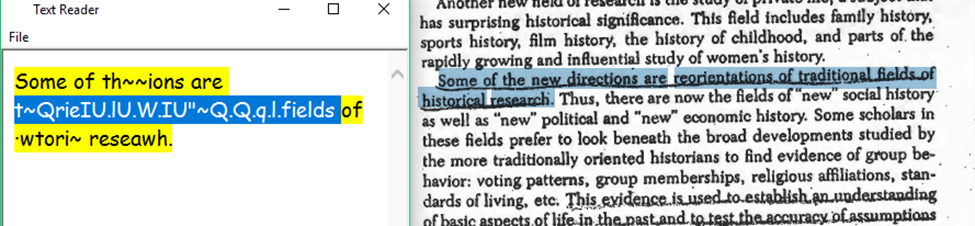 Text Reader
File
Some of th~~ions are
t~QrieIU.lU.W.IU"~Q.Q.q.l.fields of
·wtori~ reseawh.
Another new field of research is the study of private life, a subject that
has surprising historical significance. This field includes family history,
sports history, film history, the history of childhood, and parts of the
rapidly growing and influential study of women's history.
Some of the new directions are reorientations of traditional fields of
historical research. Thus, there are now the fields of "new" social history
as well as "new" political and "new" economic history. Some scholars in
these fields prefer to look beneath the broad developments studied by
the more traditionally oriented historians to find evidence of group be-
havior: voting patterns, group memberships, religious affiliations, stan-
dards of living, etc. This evidence is used to establish an understanding
of basic aspects of life in the past and to test the accuracy of assumptions